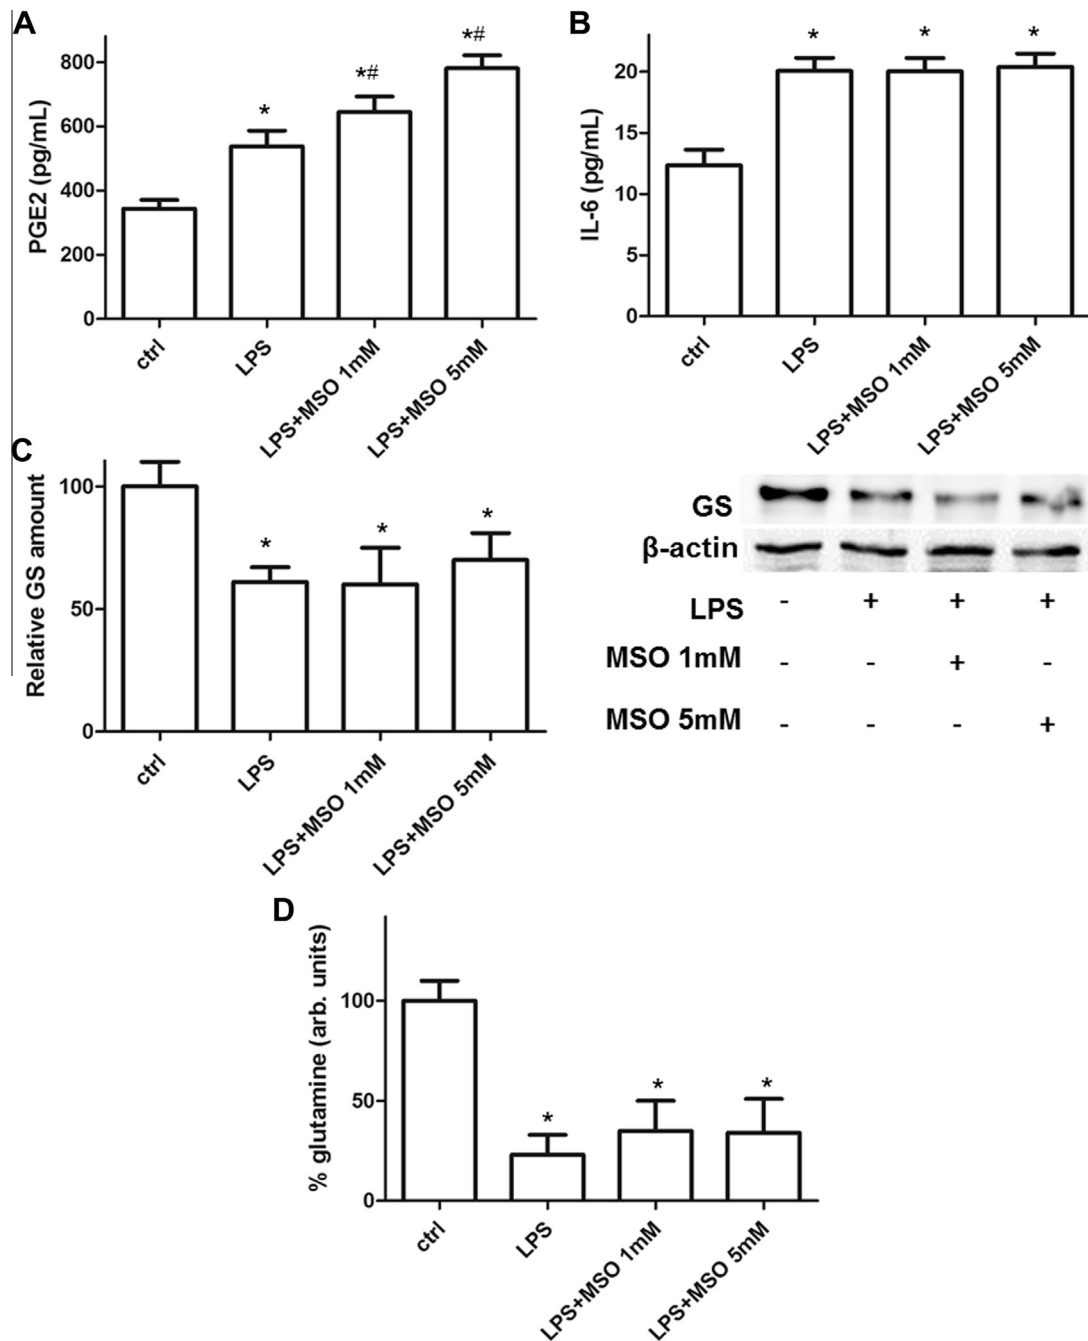 A
PGE2 (pg/mL)
800
600
400
200
0
*
*#
*#
ctrl
LPS
LPS+MSO 1mM
LPS+MSO 5mM
B
IL-6 (pg/mL)
20
15
10
5
0
* * *
ctrl
LPS
LPS+MSO 1mM
LPS+MSO 5mM
C
Relative GS amount
100
50
0
* * *
ctrl
LPS
LPS+MSO 1mM
LPS+MSO 5mM
GS
β-actin
LPS - + + +
MSO 1mM - - + -
MSO 5mM - - - +
D
% glutamine (arb. units)
100
50
0
* * *
ctrl
LPS
LPS+MSO 1mM
LPS+MSO 5mM